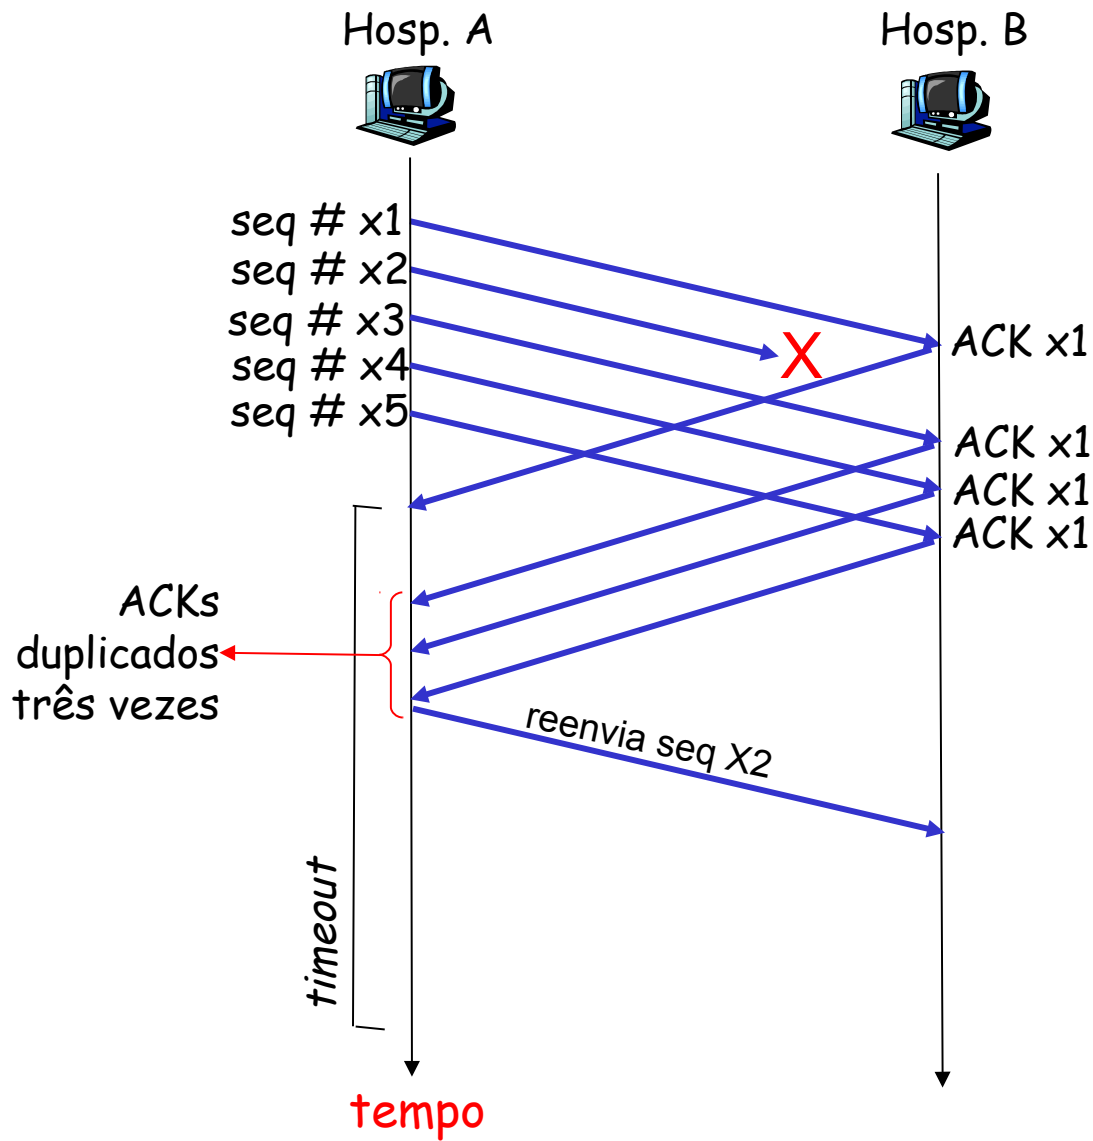 Hosp. A
Hosp. B
seq # x1
seq # x2
seq # x3
seq # x4
seq # x5
X
ACK x1
ACK x1
ACK x1
ACK x1
ACKs
duplicados
três vezes
reenvia seq X2
timeout
tempo